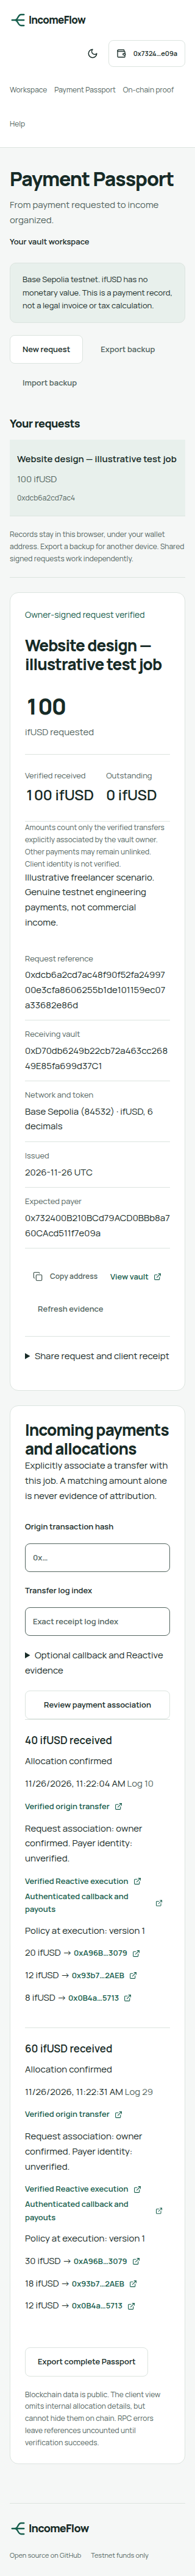 IncomeFlow
0x7324...e09a
Workspace Payment Passport On-chain proof
Help
Payment Passport
From payment requested to income
organized.
Your vault workspace
Base Sepolia testnet. ifUSD has no
monetary value. This is a payment record,
not a legal invoice or tax calculation.
New request Export backup
Import backup
Your requests
Website design — illustrative test job
100 ifUSD
0xdcb6a2cd7ac4
Records stay in this browser, under your wallet
address. Export a backup for another device. Shared
signed requests work independently.
Owner-signed request verified
Website design —
illustrative test job
100
ifUSD requested
Verified received Outstanding
100 ifUSD 0 ifUSD
Amounts count only the verified transfers
explicitly associated by the vault owner.
Other payments may remain unlinked.
Client identity is not verified.
Illustrative freelancer scenario.
Genuine testnet engineering
payments, not commercial
income.
Request reference
0xdcb6a2cd7ac48f90f52fa24997
00e3cfa8606255b1de101159ec07
a33682e86d
Receiving vault
0xD70db6249b22cb72a463cc268
49E85fa699d37C1
Network and token
Base Sepolia (84532) · ifUSD, 6
decimals
Issued
2026-11-26 UTC
Expected payer
0x732400B210BCd79ACD0BBb8a7
60CAcd511f7e09a
Copy address View vault
Refresh evidence
Share request and client receipt
Incoming payments
and allocations
Explicitly associate a transfer with
this job. A matching amount alone
is never evidence of attribution.
Origin transaction hash
0x...
Transfer log index
Exact receipt log index
Optional callback and Reactive
evidence
Review payment association
40 ifUSD received
Allocation confirmed
11/26/2026, 11:22:04 AM Log 10
Verified origin transfer
Request association: owner
confirmed. Payer identity:
unverified.
Verified Reactive execution
Authenticated callback and
payouts
Policy at execution: version 1
20 ifUSD → 0xA96B...3079
12 ifUSD → 0x93b7...2AEB
8 ifUSD → 0x0B4a...5713
60 ifUSD received
Allocation confirmed
11/26/2026, 11:22:31 AM Log 29
Verified origin transfer
Request association: owner
confirmed. Payer identity:
unverified.
Verified Reactive execution
Authenticated callback and
payouts
Policy at execution: version 1
30 ifUSD → 0xA96B...3079
18 ifUSD → 0x93b7...2AEB
12 ifUSD → 0x0B4a...5713
Export complete Passport
Blockchain data is public. The client view
omits internal allocation details, but
cannot hide them on chain. RPC errors
leave references uncounted until
verification succeeds.
IncomeFlow
Open source on GitHub Testnet funds only